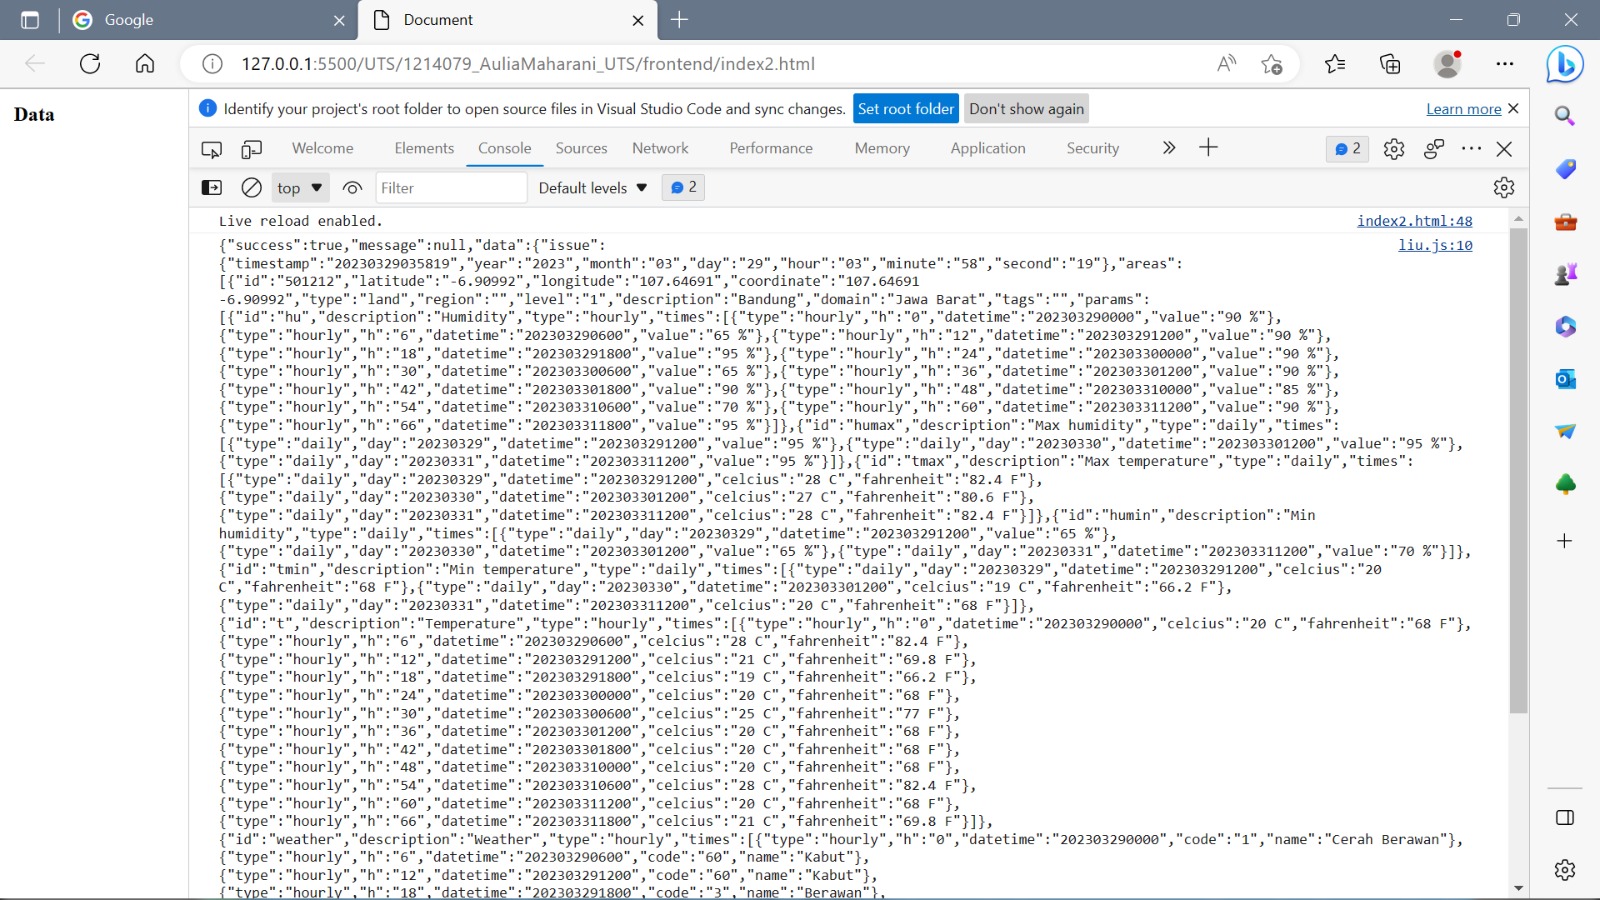 Google
Document
127.0.0.1:5500/UTS/1214079_AuliaMaharani_UTS/frontend/index2.html
Data
Identify your project's root folder to open source files in Visual Studio Code and sync changes. Set root folder Don't show again Learn more
Welcome Elements Console Sources Network Performance Memory Application Security 2
top Filter Default levels 2
Live reload enabled. index2.html:48
{"success":true,"message":null,"data":{"issue": liu.js:10
{"timestamp":"20230329035819","year":"2023","month":"03","day":"29","hour":"03","minute":"58","second":"19"},"areas":
[{"id":"501212","latitude":"-6.90992","longitude":"107.64691","coordinate":"107.64691
-6.90992","type":"land","region":"","level":"1","description":"Bandung","domain":"Jawa Barat","tags":"","params":
[{"id":"hu","description":"Humidity","type":"hourly","times":[{"type":"hourly","h":"0","datetime":"202303290000","value":"90 %"},
{"type":"hourly","h":"6","datetime":"202303290600","value":"65 %"},{"type":"hourly","h":"12","datetime":"202303291200","value":"90 %"},
{"type":"hourly","h":"18","datetime":"202303291800","value":"95 %"},{"type":"hourly","h":"24","datetime":"202303300000","value":"90 %"},
{"type":"hourly","h":"30","datetime":"202303300600","value":"65 %"},{"type":"hourly","h":"36","datetime":"202303301200","value":"90 %"},
{"type":"hourly","h":"42","datetime":"202303301800","value":"90 %"},{"type":"hourly","h":"48","datetime":"202303310000","value":"85 %"},
{"type":"hourly","h":"54","datetime":"202303310600","value":"70 %"},{"type":"hourly","h":"60","datetime":"202303311200","value":"90 %"},
{"type":"hourly","h":"66","datetime":"202303311800","value":"95 %"}]},{"id":"humax","description":"Max humidity","type":"daily","times":
[{"type":"daily","day":"20230329","datetime":"202303291200","value":"95 %"},{"type":"daily","day":"20230330","datetime":"202303301200","value":"95 %"},
{"type":"daily","day":"20230331","datetime":"202303311200","value":"95 %"}]},{"id":"tmax","description":"Max temperature","type":"daily","times":
[{"type":"daily","day":"20230329","datetime":"202303291200","celcius":"28 C","fahrenheit":"82.4 F"},
{"type":"daily","day":"20230330","datetime":"202303301200","celcius":"27 C","fahrenheit":"80.6 F"},
{"type":"daily","day":"20230331","datetime":"202303311200","celcius":"28 C","fahrenheit":"82.4 F"}]},{"id":"humin","description":"Min
humidity","type":"daily","times":[{"type":"daily","day":"20230329","datetime":"202303291200","value":"65 %"},
{"type":"daily","day":"20230330","datetime":"202303301200","value":"65 %"},{"type":"daily","day":"20230331","datetime":"202303311200","value":"70 %"}]},
{"id":"tmin","description":"Min temperature","type":"daily","times":[{"type":"daily","day":"20230329","datetime":"202303291200","celcius":"20
C","fahrenheit":"68 F"},{"type":"daily","day":"20230330","datetime":"202303301200","celcius":"19 C","fahrenheit":"66.2 F"},
{"type":"daily","day":"20230331","datetime":"202303311200","celcius":"20 C","fahrenheit":"68 F"}]},
{"id":"t","description":"Temperature","type":"hourly","times":[{"type":"hourly","h":"0","datetime":"202303290000","celcius":"20 C","fahrenheit":"68 F"},
{"type":"hourly","h":"6","datetime":"202303290600","celcius":"28 C","fahrenheit":"82.4 F"},
{"type":"hourly","h":"12","datetime":"202303291200","celcius":"21 C","fahrenheit":"69.8 F"},
{"type":"hourly","h":"18","datetime":"202303291800","celcius":"19 C","fahrenheit":"66.2 F"},
{"type":"hourly","h":"24","datetime":"202303300000","celcius":"20 C","fahrenheit":"68 F"},
{"type":"hourly","h":"30","datetime":"202303300600","celcius":"25 C","fahrenheit":"77 F"},
{"type":"hourly","h":"36","datetime":"202303301200","celcius":"20 C","fahrenheit":"68 F"},
{"type":"hourly","h":"42","datetime":"202303301800","celcius":"20 C","fahrenheit":"68 F"},
{"type":"hourly","h":"48","datetime":"202303310000","celcius":"20 C","fahrenheit":"68 F"},
{"type":"hourly","h":"54","datetime":"202303310600","celcius":"28 C","fahrenheit":"82.4 F"},
{"type":"hourly","h":"60","datetime":"202303311200","celcius":"20 C","fahrenheit":"68 F"},
{"type":"hourly","h":"66","datetime":"202303311800","celcius":"21 C","fahrenheit":"69.8 F"}]},
{"id":"weather","description":"Weather","type":"hourly","times":[{"type":"hourly","h":"0","datetime":"202303290000","code":"1","name":"Cerah Berawan"},
{"type":"hourly","h":"6","datetime":"202303290600","code":"60","name":"Kabut"},
{"type":"hourly","h":"12","datetime":"202303291200","code":"60","name":"Kabut"},
{"type":"hourly","h":"18","datetime":"202303291800","code":"3","name":"Berawan"},